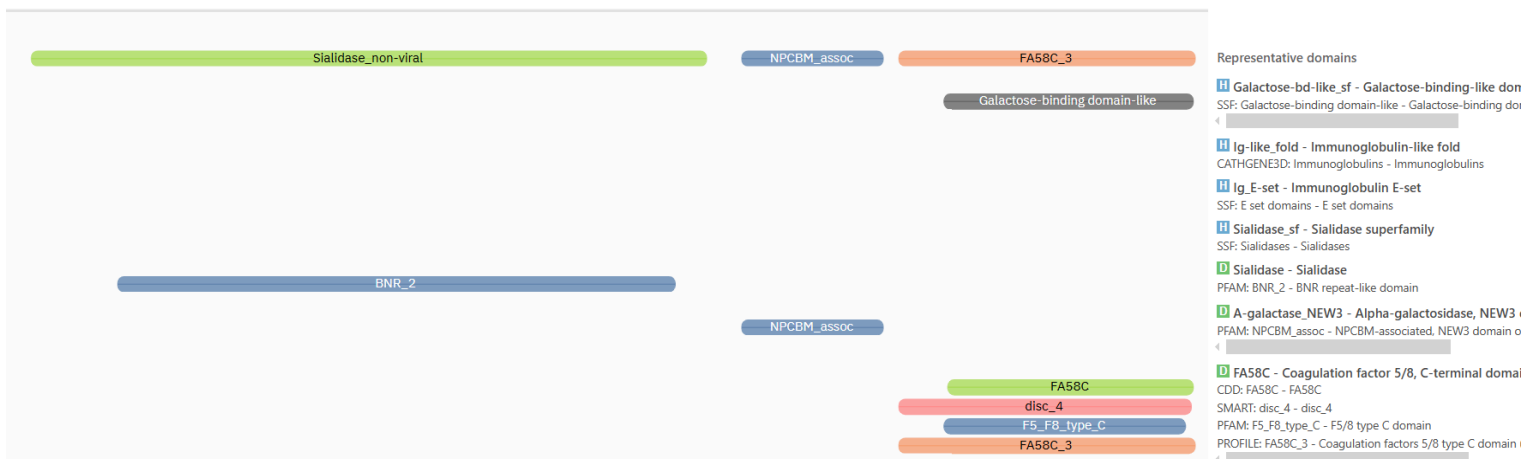 Sialidase_non-viral NPCBM_assoc FA58C_3 Representative domains
Galactose-binding domain-like H Galactose-bd-like_sf - Galactose-binding-like
SSF: Galactose-binding domain-like - Galactose-binding
H Ig-like_fold - Immunoglobulin-like fold
CATHGENE3D: Immunoglobulins - Immunoglobulins
H Ig_E-set - Immunoglobulin E-set
SSF: E set domains - E set domains
H Sialidase_sf - Sialidase superfamily
SSF: Sialidases - Sialidases
D Sialidase - Sialidase
BNR_2 PFAM: BNR_2 - BNR repeat-like domain
D A-galactase_NEW3 - Alpha-galactosidase, NEW3
NPCBM_assoc PFAM: NPCBM_assoc - NPCBM-associated, NEW3 domain
D FA58C - Coagulation factor 5/8, C-terminal
FA58C CDD: FA58C - FA58C
disc_4 SMART: disc_4 - disc_4
F5_F8_type_C PFAM: F5_F8_type_C - F5/8 type C domain
FA58C_3 PROFILE: FA58C_3 - Coagulation factors 5/8 type C domain